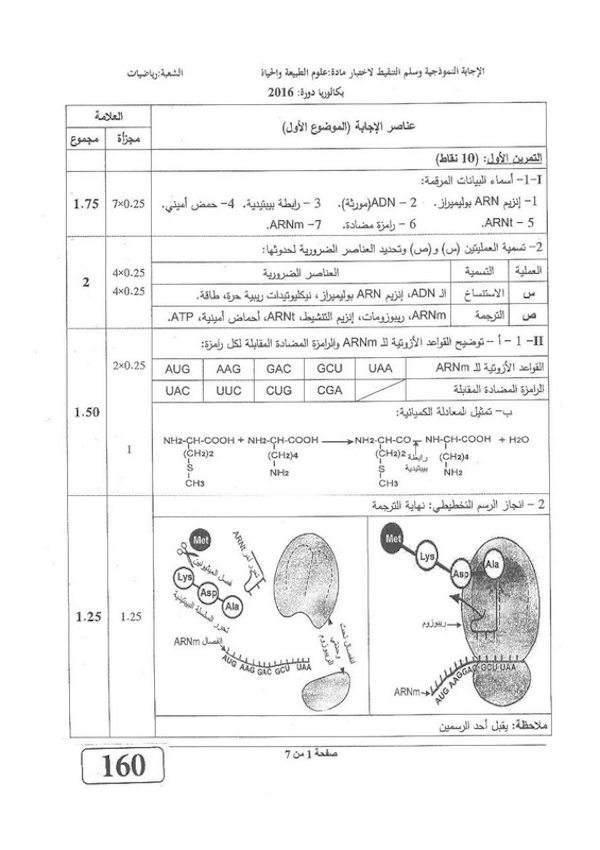 الإجابة النموذجية وسلم التنقيط لاختبار مادة:علوم الطبيعة والحياة الشعبة:رياضيات
بكالوريا دورة: 2016
عناصر الإجابة (الموضوع الأول) العلامة
مجزأة مجموع
التمرين الأول: (10 نقاط)
I-1- أسماء البيانات المرقمة:
1- إنزيم ARN بوليميراز. 2 – ADN(مورثة). 3 – رابطة ببتيدية. 4- حمض أميني. 7×0.25 1.75
5 – ARNt. 6 – رامزة مضادة. 7– ARNm.
2- تسمية العمليتين (س) و(ص) وتحديد العناصر الضرورية لحدوثها:
العملية التسمية العناصر الضرورية 4×0.25 2
س الاستنساخ الـ ADN، إنزيم ARN بوليميراز، نيكليوتيدات ريبية حرة، طاقة. 4×0.25
ص الترجمة ARNm، ريبوزومات، إنزيم التنشيط، ARNt، أحماض أمينية، ATP.
II – 1 – أ – توضيح القواعد الأزوتية للـ ARNm والرامزة المضادة المقابلة لكل رامزة:
القواعد الأزوتية للـ ARNm UAA GCU GAC AAG AUG 2×0.25
الرامزة المضادة المقابلة CGA CUG UUC UAC
1.50
ب– تمثيل المعادلة الكميائية:
NH2-CH-COOH + NH2-CH-COOH → NH2-CH-CO – NH-CH-COOH + H2O 1
(CH2)2 (CH2)4 (CH2)2 رابطة ببتيدية (CH2)4
S NH2 S NH2
CH3 CH3
2 – انجاز الرسم التخطيطي: نهاية الترجمة
Met
Lys
Asp
Ala
ريبوزوم
ARNm
AUG AAGGAC GCU UAA
Met
فصل الميثيونين
Lys
Asp
Ala
تحرر السلسلة الببتيدية
انفصال ARNm
AUG AAG GAC GCU UAA
انفصال تحت وحدتي الريبوزوم
1.25 1.25
ملاحظة: يقبل أحد الرسمين
صفحة 1 من 7
160